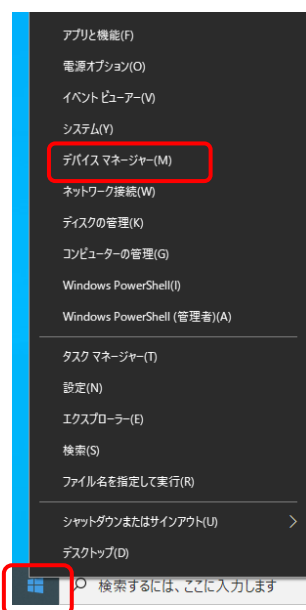 アプリと機能(F)
電源オプション(O)
イベント ビューアー(V)
システム(Y)
デバイス マネージャー(M)
ネットワーク接続(W)
ディスクの管理(K)
コンピューターの管理(G)
Windows PowerShell(I)
Windows PowerShell (管理者)(A)
タスク マネージャー(T)
設定(N)
エクスプローラー(E)
検索(S)
ファイル名を指定して実行(R)
シャットダウンまたはサインアウト(U)
デスクトップ(D)
検索するには、ここに入力します